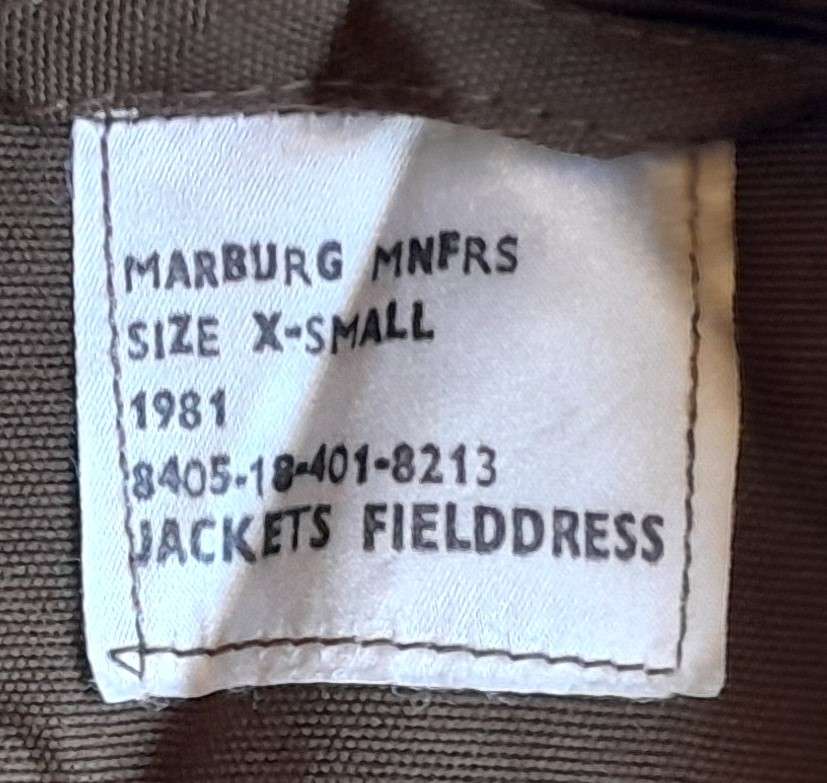 MARBURG MNFRS
SIZE X-SMALL
1981
8405-18-401-8213
JACKETS FIELDDRESS